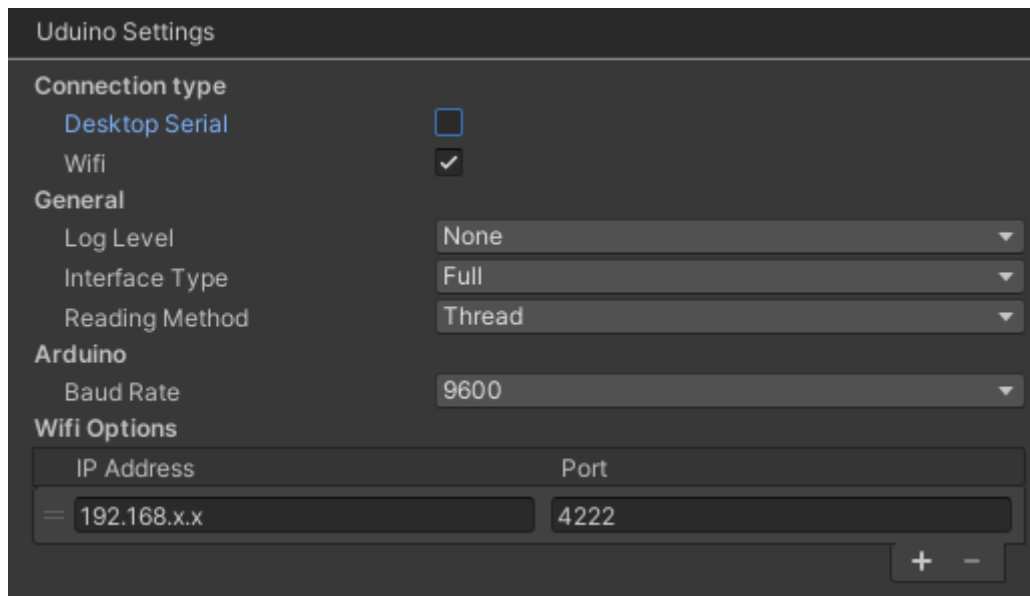 Uduino Settings
Connection type
Desktop Serial
Wifi
General
Log Level None
Interface Type Full
Reading Method Thread
Arduino
Baud Rate 9600
Wifi Options
IP Address Port
192.168.x.x 4222